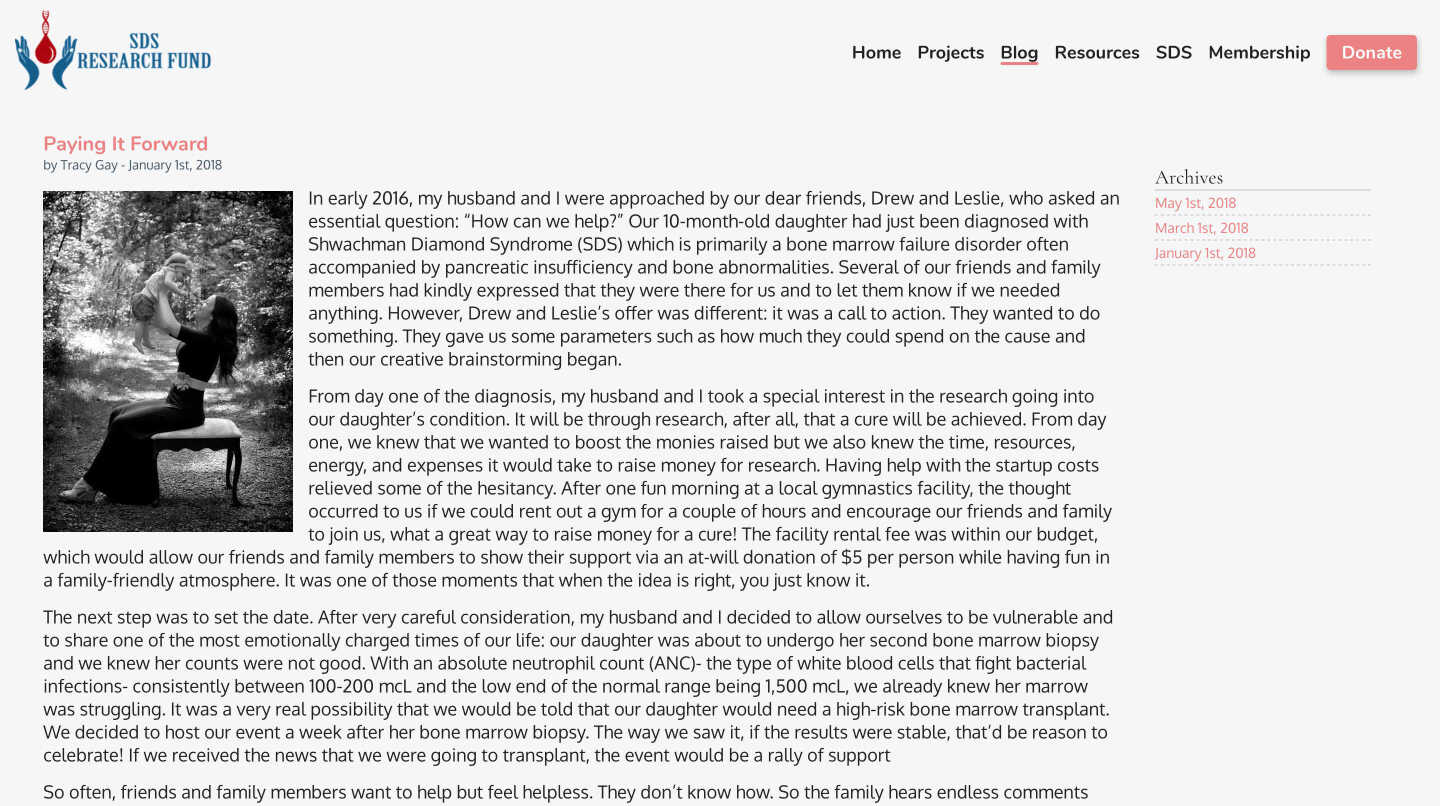 SDS
RESEARCH FUND
Home Projects Blog Resources SDS Membership Donate
Paying It Forward
by Tracy Gay - January 1st, 2018
In early 2016, my husband and I were approached by our dear friends, Drew and Leslie, who asked an
essential question: “How can we help?” Our 10-month-old daughter had just been diagnosed with
Shwachman Diamond Syndrome (SDS) which is primarily a bone marrow failure disorder often
accompanied by pancreatic insufficiency and bone abnormalities. Several of our friends and family
members had kindly expressed that they were there for us and to let them know if we needed
anything. However, Drew and Leslie’s offer was different: it was a call to action. They wanted to do
something. They gave us some parameters such as how much they could spend on the cause and
then our creative brainstorming began.
From day one of the diagnosis, my husband and I took a special interest in the research going into
our daughter’s condition. It will be through research, after all, that a cure will be achieved. From day
one, we knew that we wanted to boost the monies raised but we also knew the time, resources,
energy, and expenses it would take to raise money for research. Having help with the startup costs
relieved some of the hesitancy. After one fun morning at a local gymnastics facility, the thought
occurred to us if we could rent out a gym for a couple of hours and encourage our friends and family
to join us, what a great way to raise money for a cure! The facility rental fee was within our budget,
which would allow our friends and family members to show their support via an at-will donation of $5 per person while having fun in
a family-friendly atmosphere. It was one of those moments that when the idea is right, you just know it.
The next step was to set the date. After very careful consideration, my husband and I decided to allow ourselves to be vulnerable and
to share one of the most emotionally charged times of our life: our daughter was about to undergo her second bone marrow biopsy
and we knew her counts were not good. With an absolute neutrophil count (ANC)- the type of white blood cells that fight bacterial
infections- consistently between 100-200 mcL and the low end of the normal range being 1,500 mcL, we already knew her marrow
was struggling. It was a very real possibility that we would be told that our daughter would need a high-risk bone marrow transplant.
We decided to host our event a week after her bone marrow biopsy. The way we saw it, if the results were stable, that’d be reason to
celebrate! If we received the news that we were going to transplant, the event would be a rally of support
So often, friends and family members want to help but feel helpless. They don’t know how. So the family hears endless comments
Archives
May 1st, 2018
March 1st, 2018
January 1st, 2018